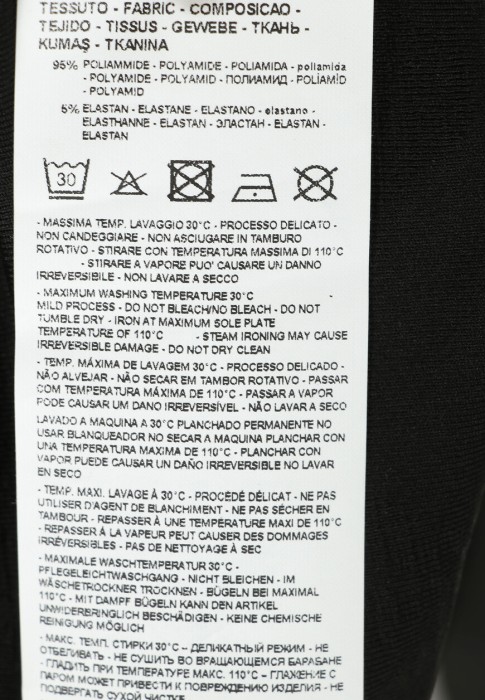 TESSUTO - FABRIC - COMPOSICAO -
TEJIDO - TISSUS - GEWEBE - ТКАНЬ -
KUMAŞ - TKANINA
95% POLIAMMIDE - POLYAMIDE - POLIAMIDA - poliamida
- POLYAMIDE - POLYAMID - ПОЛИАМИД - POLİAMİD
- POLYAMID
5% ELASTAN - ELASTANE - ELASTANO - elastano -
ELASTHANNE - ELASTAN - ЭЛАСТАН - ELASTAN -
ELASTAN
30
- MASSIMA TEMP. LAVAGGIO 30°C - PROCESSO DELICATO -
NON CANDEGGIARE - NON ASCIUGARE IN TAMBURO
ROTATIVO - STIRARE CON TEMPERATURA MASSIMA DI 110°C
- STIRARE A VAPORE PUO' CAUSARE UN DANNO
IRREVERSIBILE - NON LAVARE A SECCO
- MAXIMUM WASHING TEMPERATURE 30°C -
MILD PROCESS - DO NOT BLEACH/NO BLEACH - DO NOT
TUMBLE DRY - IRON AT MAXIMUM SOLE PLATE
TEMPERATURE OF 110°C - STEAM IRONING MAY CAUSE
IRREVERSIBLE DAMAGE - DO NOT DRY CLEAN
- TEMP. MÁXIMA DE LAVAGEM 30°C - PROCESSO DELICADO -
NÃO ALVEJAR - NÃO SECAR EM TAMBOR ROTATIVO - PASSAR
COM TEMPERATURA MÁXIMA DE 110°C - PASSAR A VAPOR
PODE CAUSAR UM DANO IRREVERSÍVEL - NÃO LAVAR A SECO
LAVADO A MAQUINA A 30°C PLANCHADO PERMANENTE NO
USAR BLANQUEADOR NO SECAR A MAQUINA PLANCHAR CON
UNA TEMPERATURA MAXIMA DE 110°C - PLANCHAR CON
VAPOR PUEDE CAUSAR UN DAÑO IRREVERSIBLE NO LAVAR
EN SECO
- TEMP. MAXI. LAVAGE À 30°C - PROCÉDÉ DÉLICAT - NE PAS
UTILISER D'AGENT DE BLANCHIMENT - NE PAS SÉCHER EN
TAMBOUR - REPASSER À UNE TEMPERATURE MAXI DE 110°C
- REPASSER À LA VAPEUR PEUT CAUSER DES DOMMAGES
IRRÉVERSIBLES - PAS DE NETTOYAGE À SEC
- MAXIMALE WASCHTEMPERATUR 30°C -
PFLEGELEICHTWASCHGANG - NICHT BLEICHEN - IM
WÄSCHETROCKNER TROCKNEN - BÜGELN BEI MAXIMAL
110°C - MIT DAMPF BÜGELN KANN DEN ARTIKEL
UNWIDERBRINGLICH BESCHÄDIGEN - KEINE CHEMISCHE
REINIGUNG MÖGLICH
- МАКС. ТЕМП. СТИРКИ 30°C – ДЕЛИКАТНЫЙ РЕЖИМ - НЕ
ОТБЕЛИВАТЬ - НЕ СУШИТЬ ВО ВРАЩАЮЩЕМСЯ БАРАБАНЕ
- ГЛАДИТЬ ПРИ ТЕМПЕРАТУРЕ МАКС. 110°C – ГЛАЖЕНИЕ С
ПАРОМ МОЖЕТ ПРИВЕСТИ К ПОВРЕЖДЕНИЮ ИЗДЕЛИЯ - НЕ
ПОДВЕРГАТЬ СУХОЙ ЧИСТКЕ